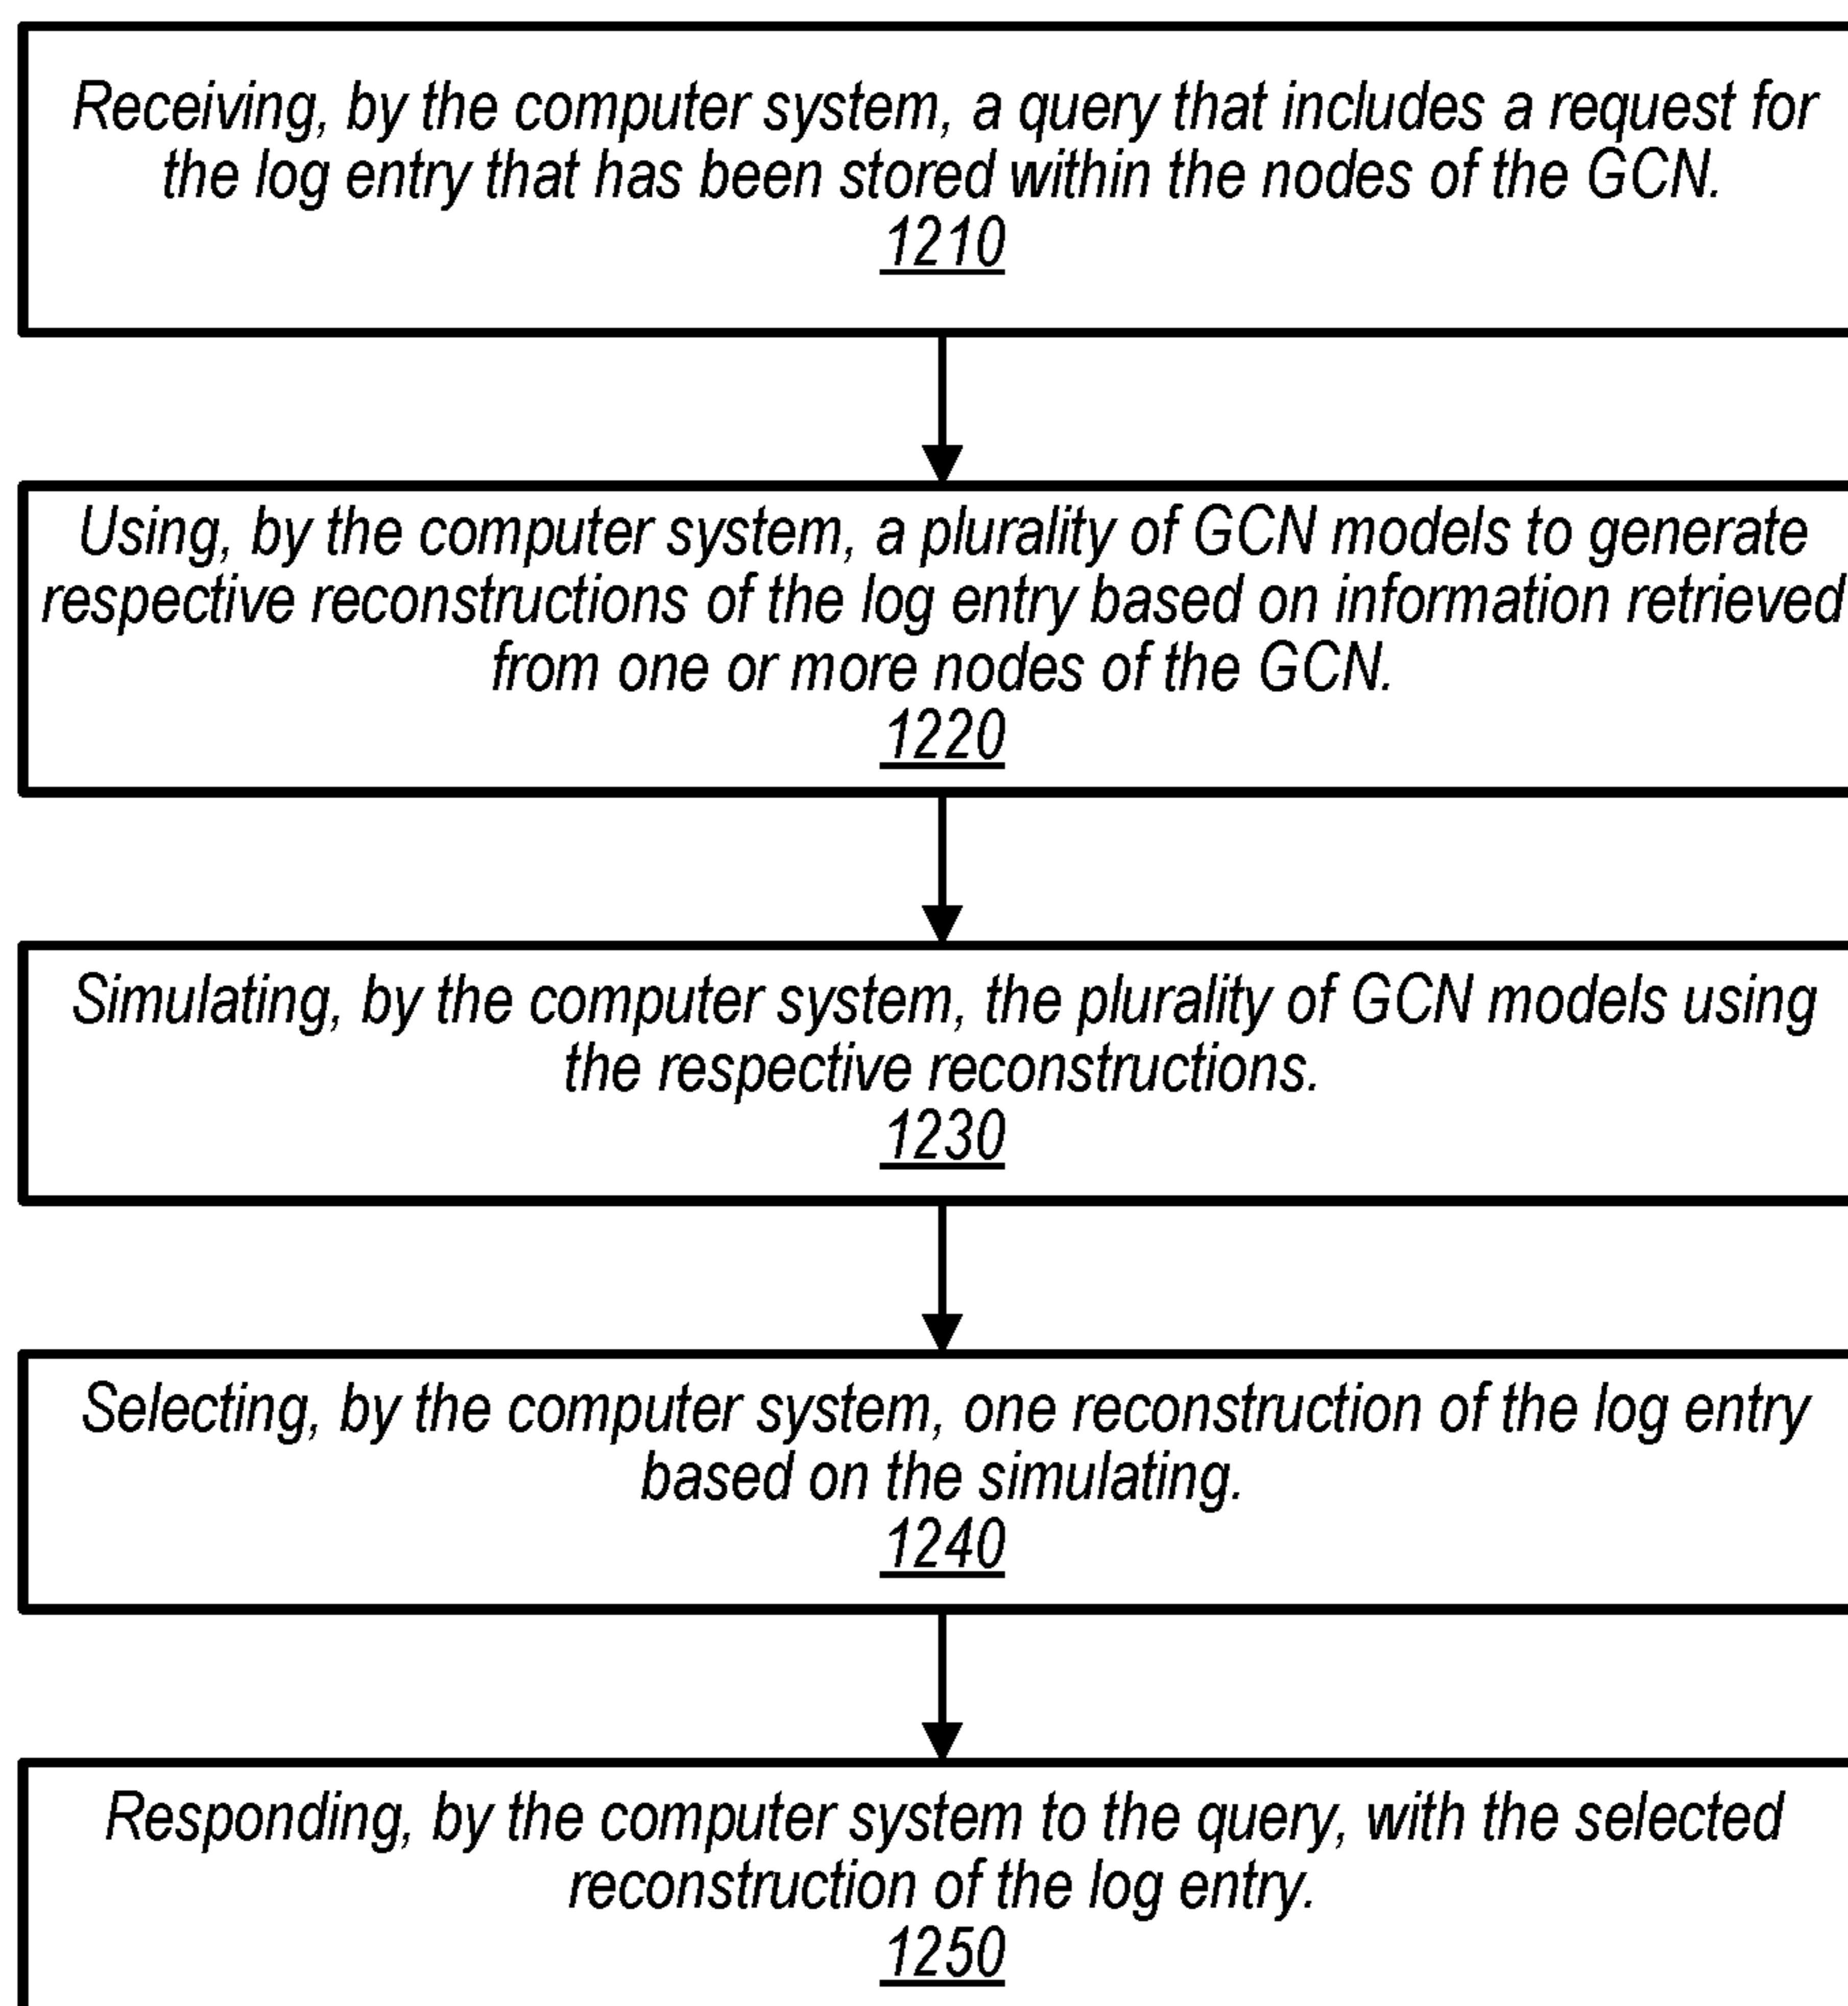 Receiving, by the computer system, a query that includes a request for
the log entry that has been stored within the nodes of the GCN.
1210
Using, by the computer system, a plurality of GCN models to generate
respective reconstructions of the log entry based on information retrieved
from one or more nodes of the GCN.
1220
Simulating, by the computer system, the plurality of GCN models using
the respective reconstructions.
1230
Selecting, by the computer system, one reconstruction of the log entry
based on the simulating.
1240
Responding, by the computer system to the query, with the selected
reconstruction of the log entry.
1250